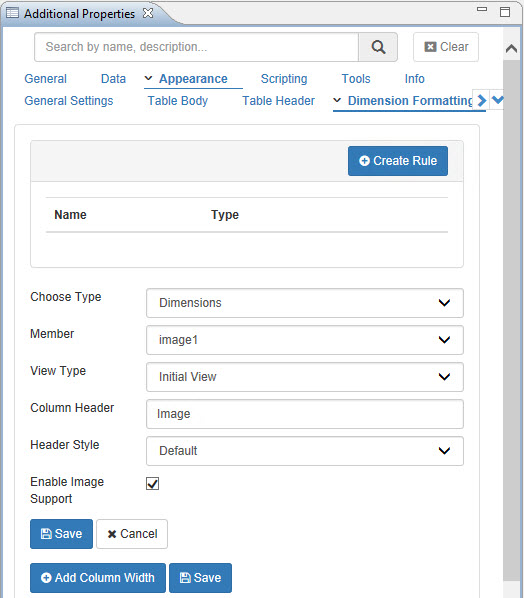 Additional Properties
Search by name, description...
Clear
General Data Appearance Scripting Tools Info
General Settings Table Body Table Header Dimension Formatting
Create Rule
Name Type
Choose Type Dimensions
Member image1
View Type Initial View
Column Header Image
Header Style Default
Enable Image
Support
Save Cancel
Add Column Width Save